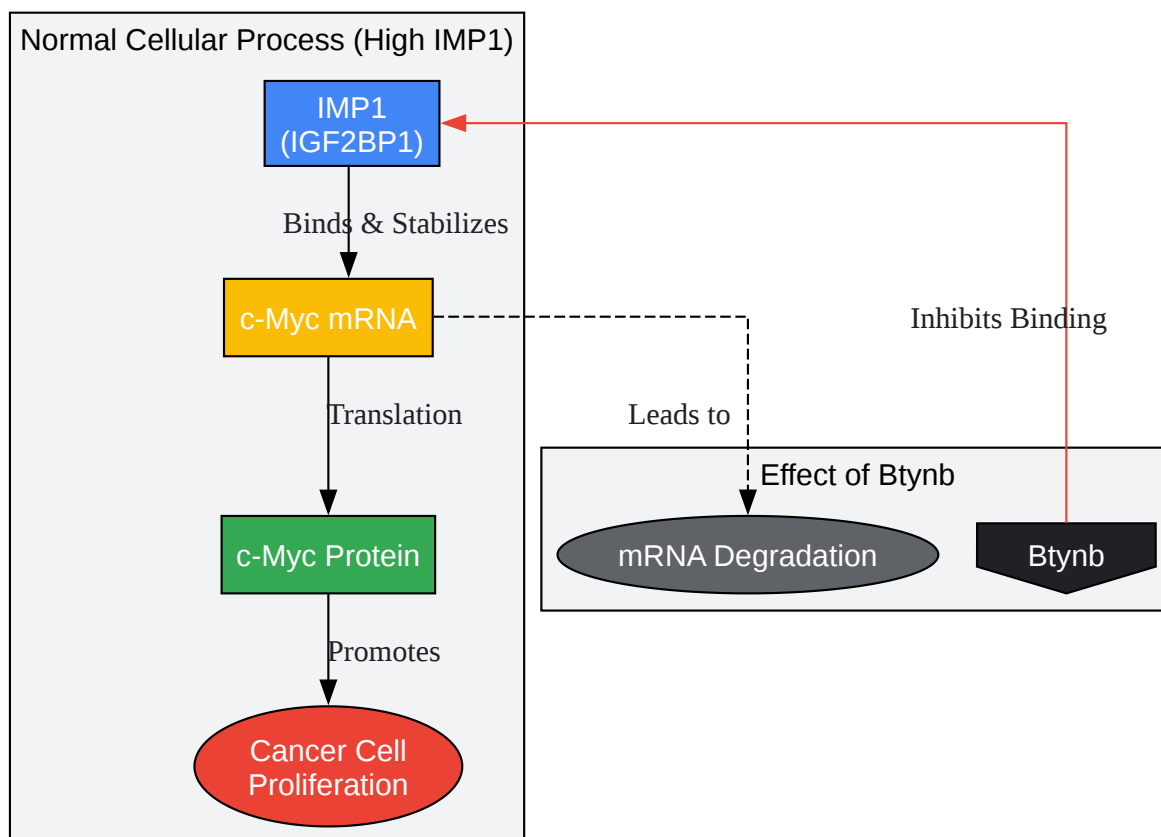 Normal Cellular Process (High IMP1)
IMP1
(IGF2BP1)
Binds & Stabilizes
c-Myc mRNA
Inhibits Binding
Translation
Leads to
Effect of Btynb
c-Myc Protein
mRNA Degradation
Btynb
Promotes
Cancer Cell
Proliferation